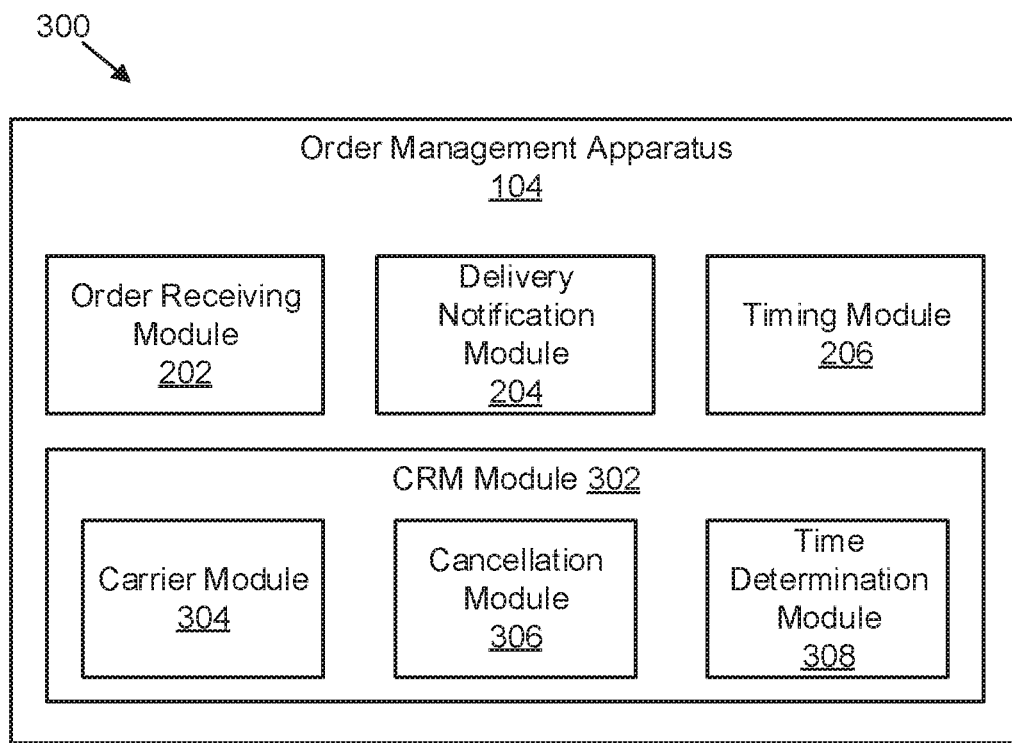 300
Order Management Apparatus
104
Order Receiving
Module
202
Delivery
Notification
Module
204
Timing Module
206
CRM Module 302
Carrier Module
304
Cancellation
Module
306
Time
Determination
Module
308